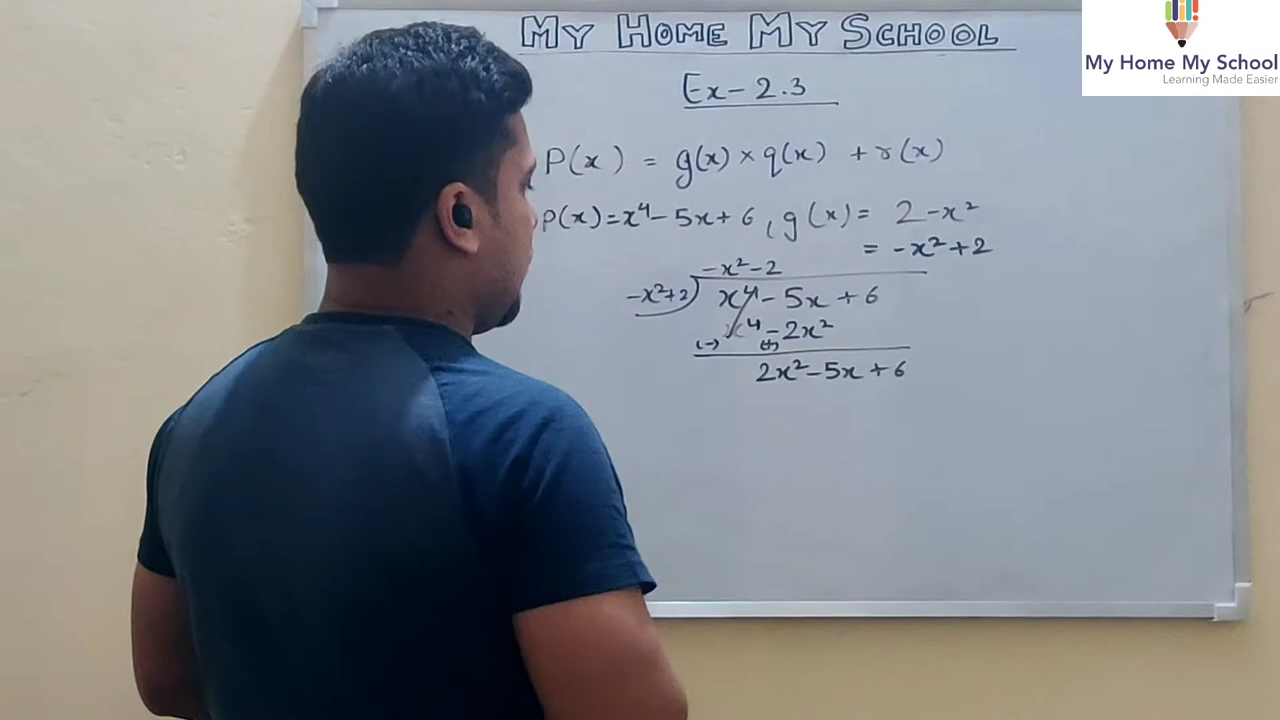 MY HOME MY SCHOOL
My Home My School
Learning Made Easier
Ex - 2.3
P(x) = g(x) × q(x) + r(x)
P(x) = x⁴ - 5x + 6, g(x) = 2 - x²
= -x² + 2
-x² - 2
-x²+2) x⁴ - 5x + 6
x⁴ - 2x²
(-) (+)
2x² - 5x + 6